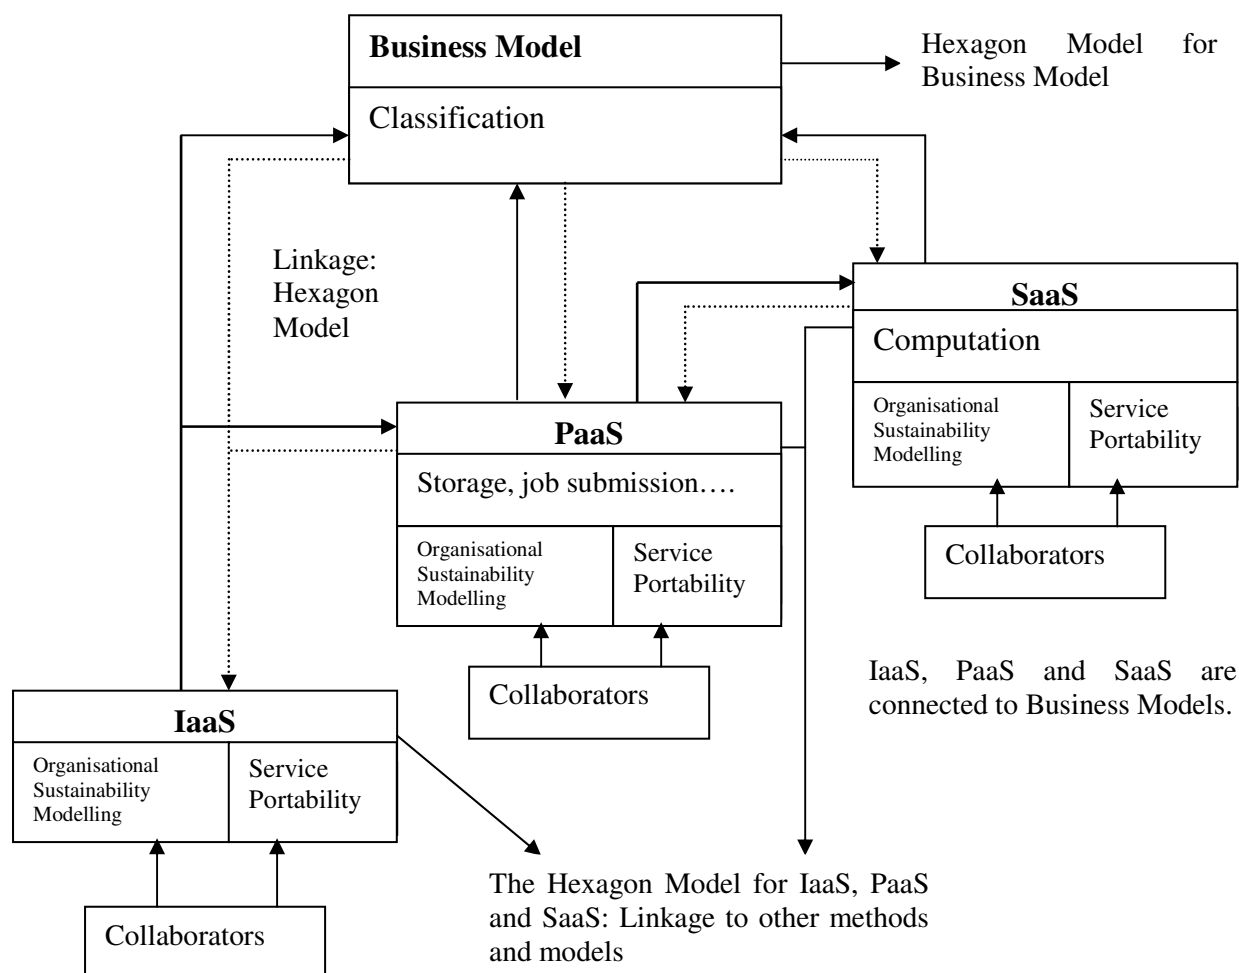 Business Model
Classification
Hexagon Model for
Business Model
Linkage:
Hexagon
Model
SaaS
Computation
Organisational
Sustainability
Modelling
Service
Portability
Collaborators
PaaS
Storage, job submission….
Organisational
Sustainability
Modelling
Service
Portability
Collaborators
IaaS, PaaS and SaaS are
connected to Business Models.
IaaS
Organisational
Sustainability
Modelling
Service
Portability
Collaborators
The Hexagon Model for IaaS, PaaS
and SaaS: Linkage to other methods
and models